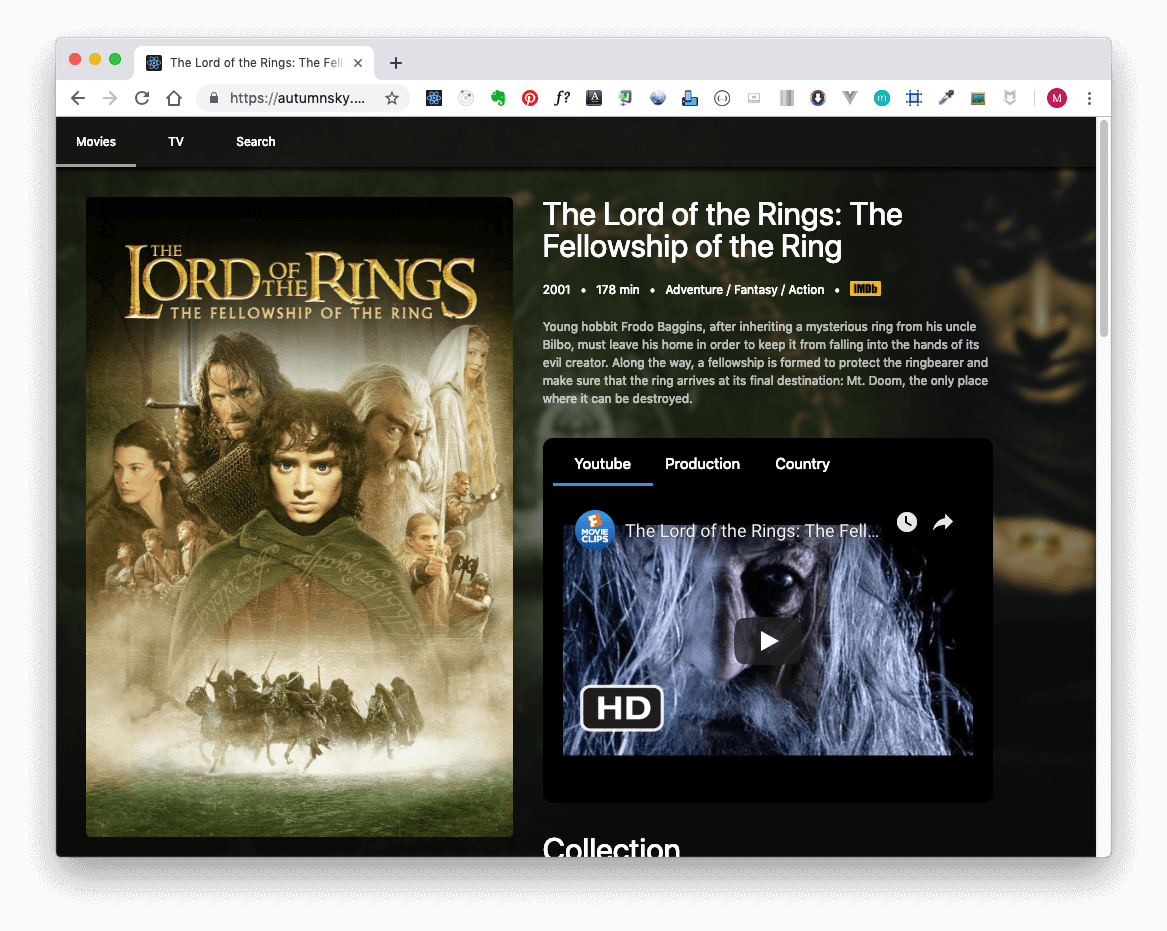 The Lord of the Rings: The Fell
https://autumnsky....
f?
A
m
M
Movies TV Search
THE
LORD OF THE RINGS
THE FELLOWSHIP OF THE RING
The Lord of the Rings: The
Fellowship of the Ring
2001 • 178 min • Adventure / Fantasy / Action • IMDb
Young hobbit Frodo Baggins, after inheriting a mysterious ring from his uncle
Bilbo, must leave his home in order to keep it from falling into the hands of its
evil creator. Along the way, a fellowship is formed to protect the ringbearer and
make sure that the ring arrives at its final destination: Mt. Doom, the only place
where it can be destroyed.
Youtube Production Country
MOVIE
CLIPS
The Lord of the Rings: The Fell...
HD
Collection